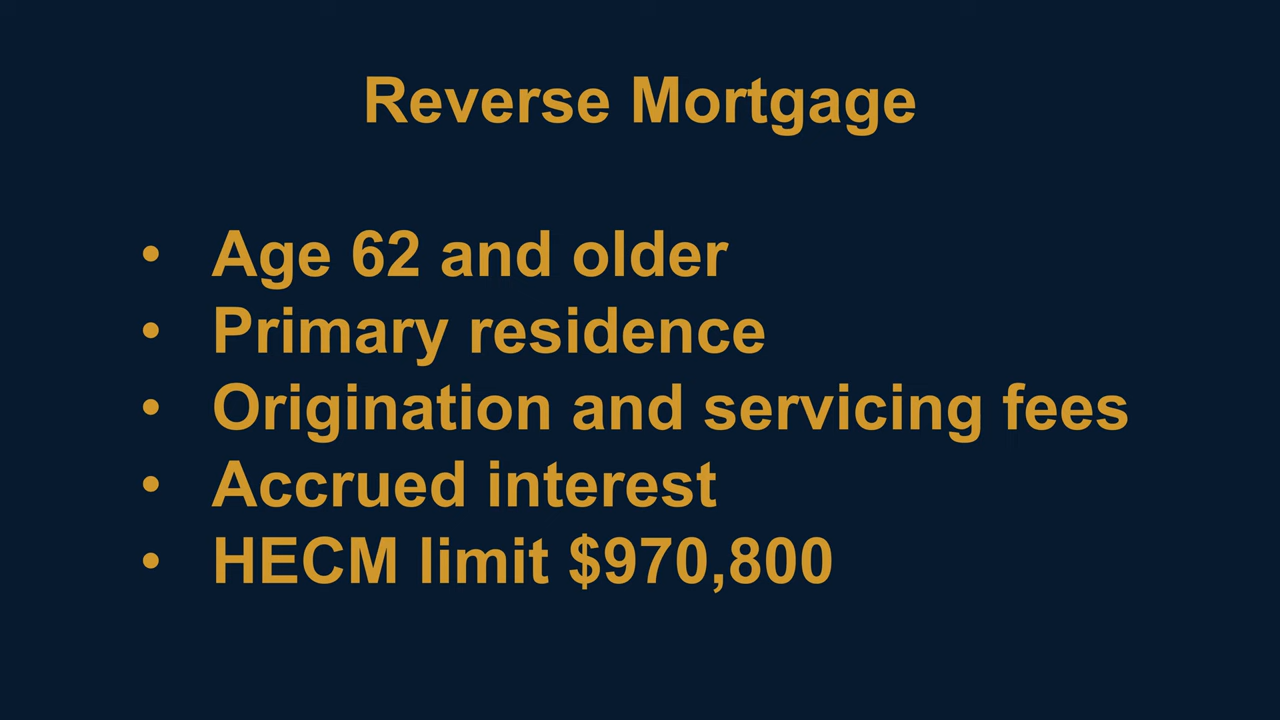 Reverse Mortgage
• Age 62 and older
• Primary residence
• Origination and servicing fees
• Accrued interest
• HECM limit $970,800